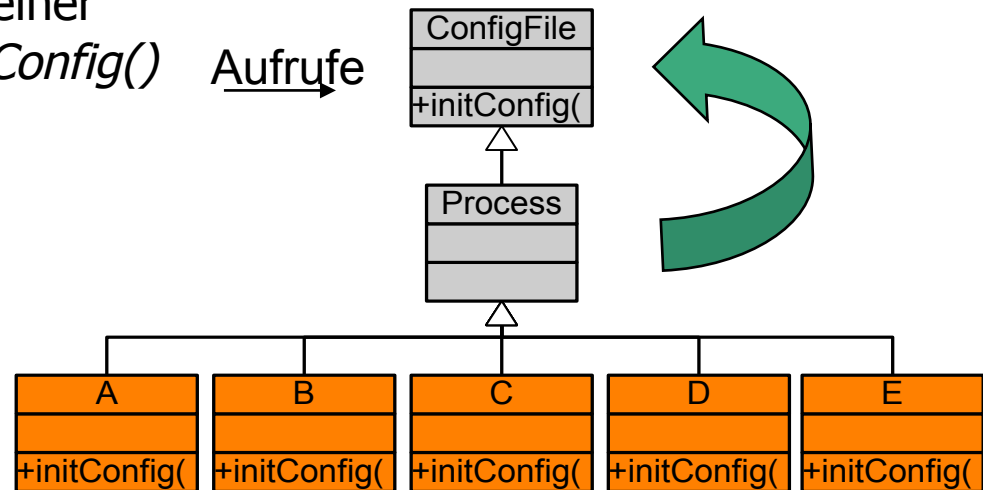 einer
Config()
Aufrufe
ConfigFile
+initConfig(
Process
A
B
C
D
E
+initConfig(
+initConfig(
+initConfig(
+initConfig(
+initConfig(